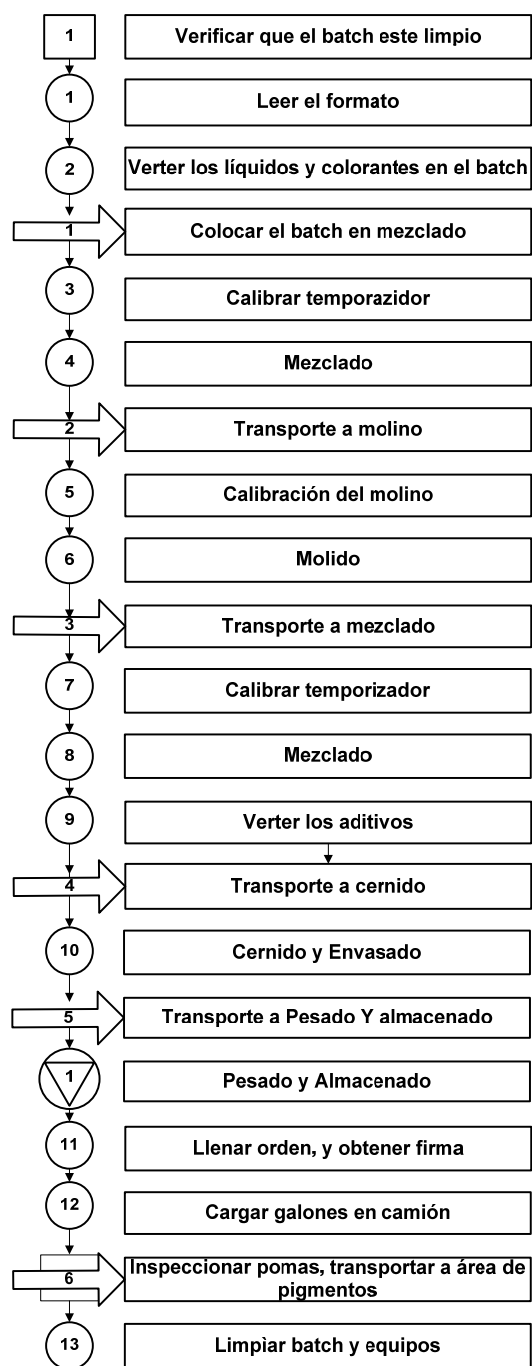 1 Verificar que el batch este limpio
1 Leer el formato
2 Verter los líquidos y colorantes en el batch
1 Colocar el batch en mezclado
3 Calibrar temporazidor
4 Mezclado
2 Transporte a molino
5 Calibración del molino
6 Molido
3 Transporte a mezclado
7 Calibrar temporizador
8 Mezclado
9 Verter los aditivos
4 Transporte a cernido
10 Cernido y Envasado
5 Transporte a Pesado Y almacenado
1 Pesado y Almacenado
11 Llenar orden, y obtener firma
12 Cargar galones en camión
6 Inspeccionar pomas, transportar a área de
pigmentos
13 Limpìar batch y equipos